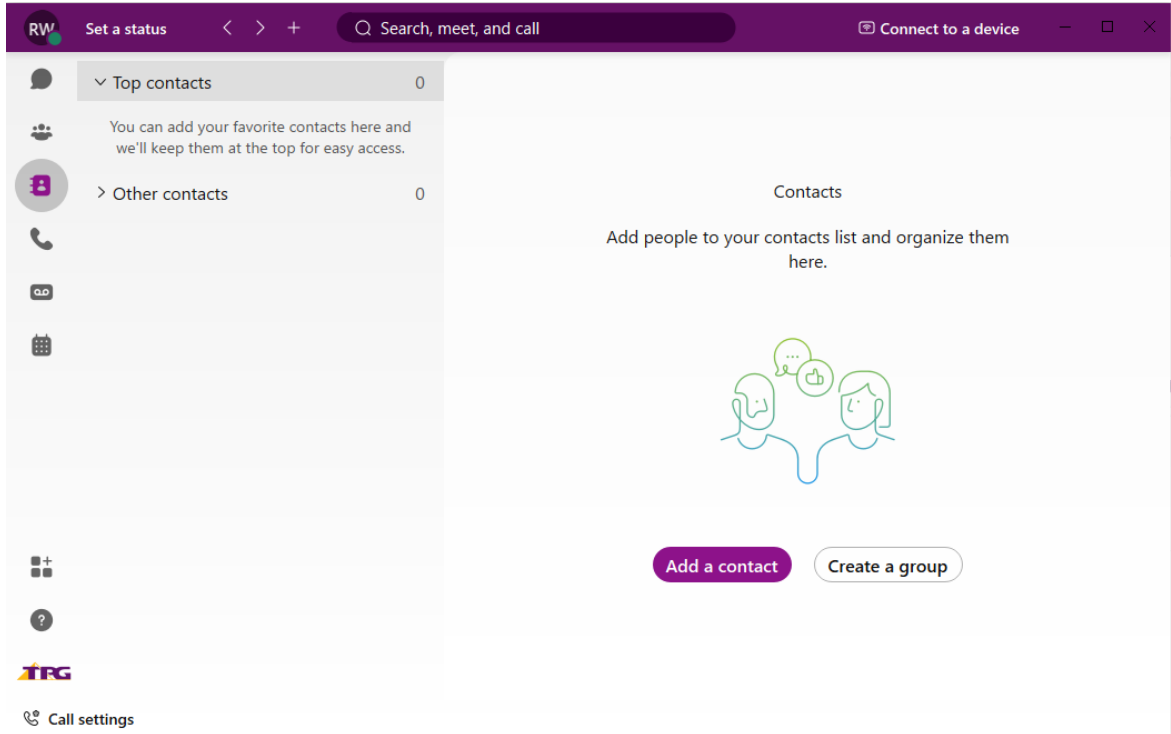 RW Set a status Search, meet, and call Connect to a device
Top contacts 0
You can add your favorite contacts here and
we'll keep them at the top for easy access.
Other contacts 0
Contacts
Add people to your contacts list and organize them
here.
Add a contact Create a group
?
TPG
Call settings